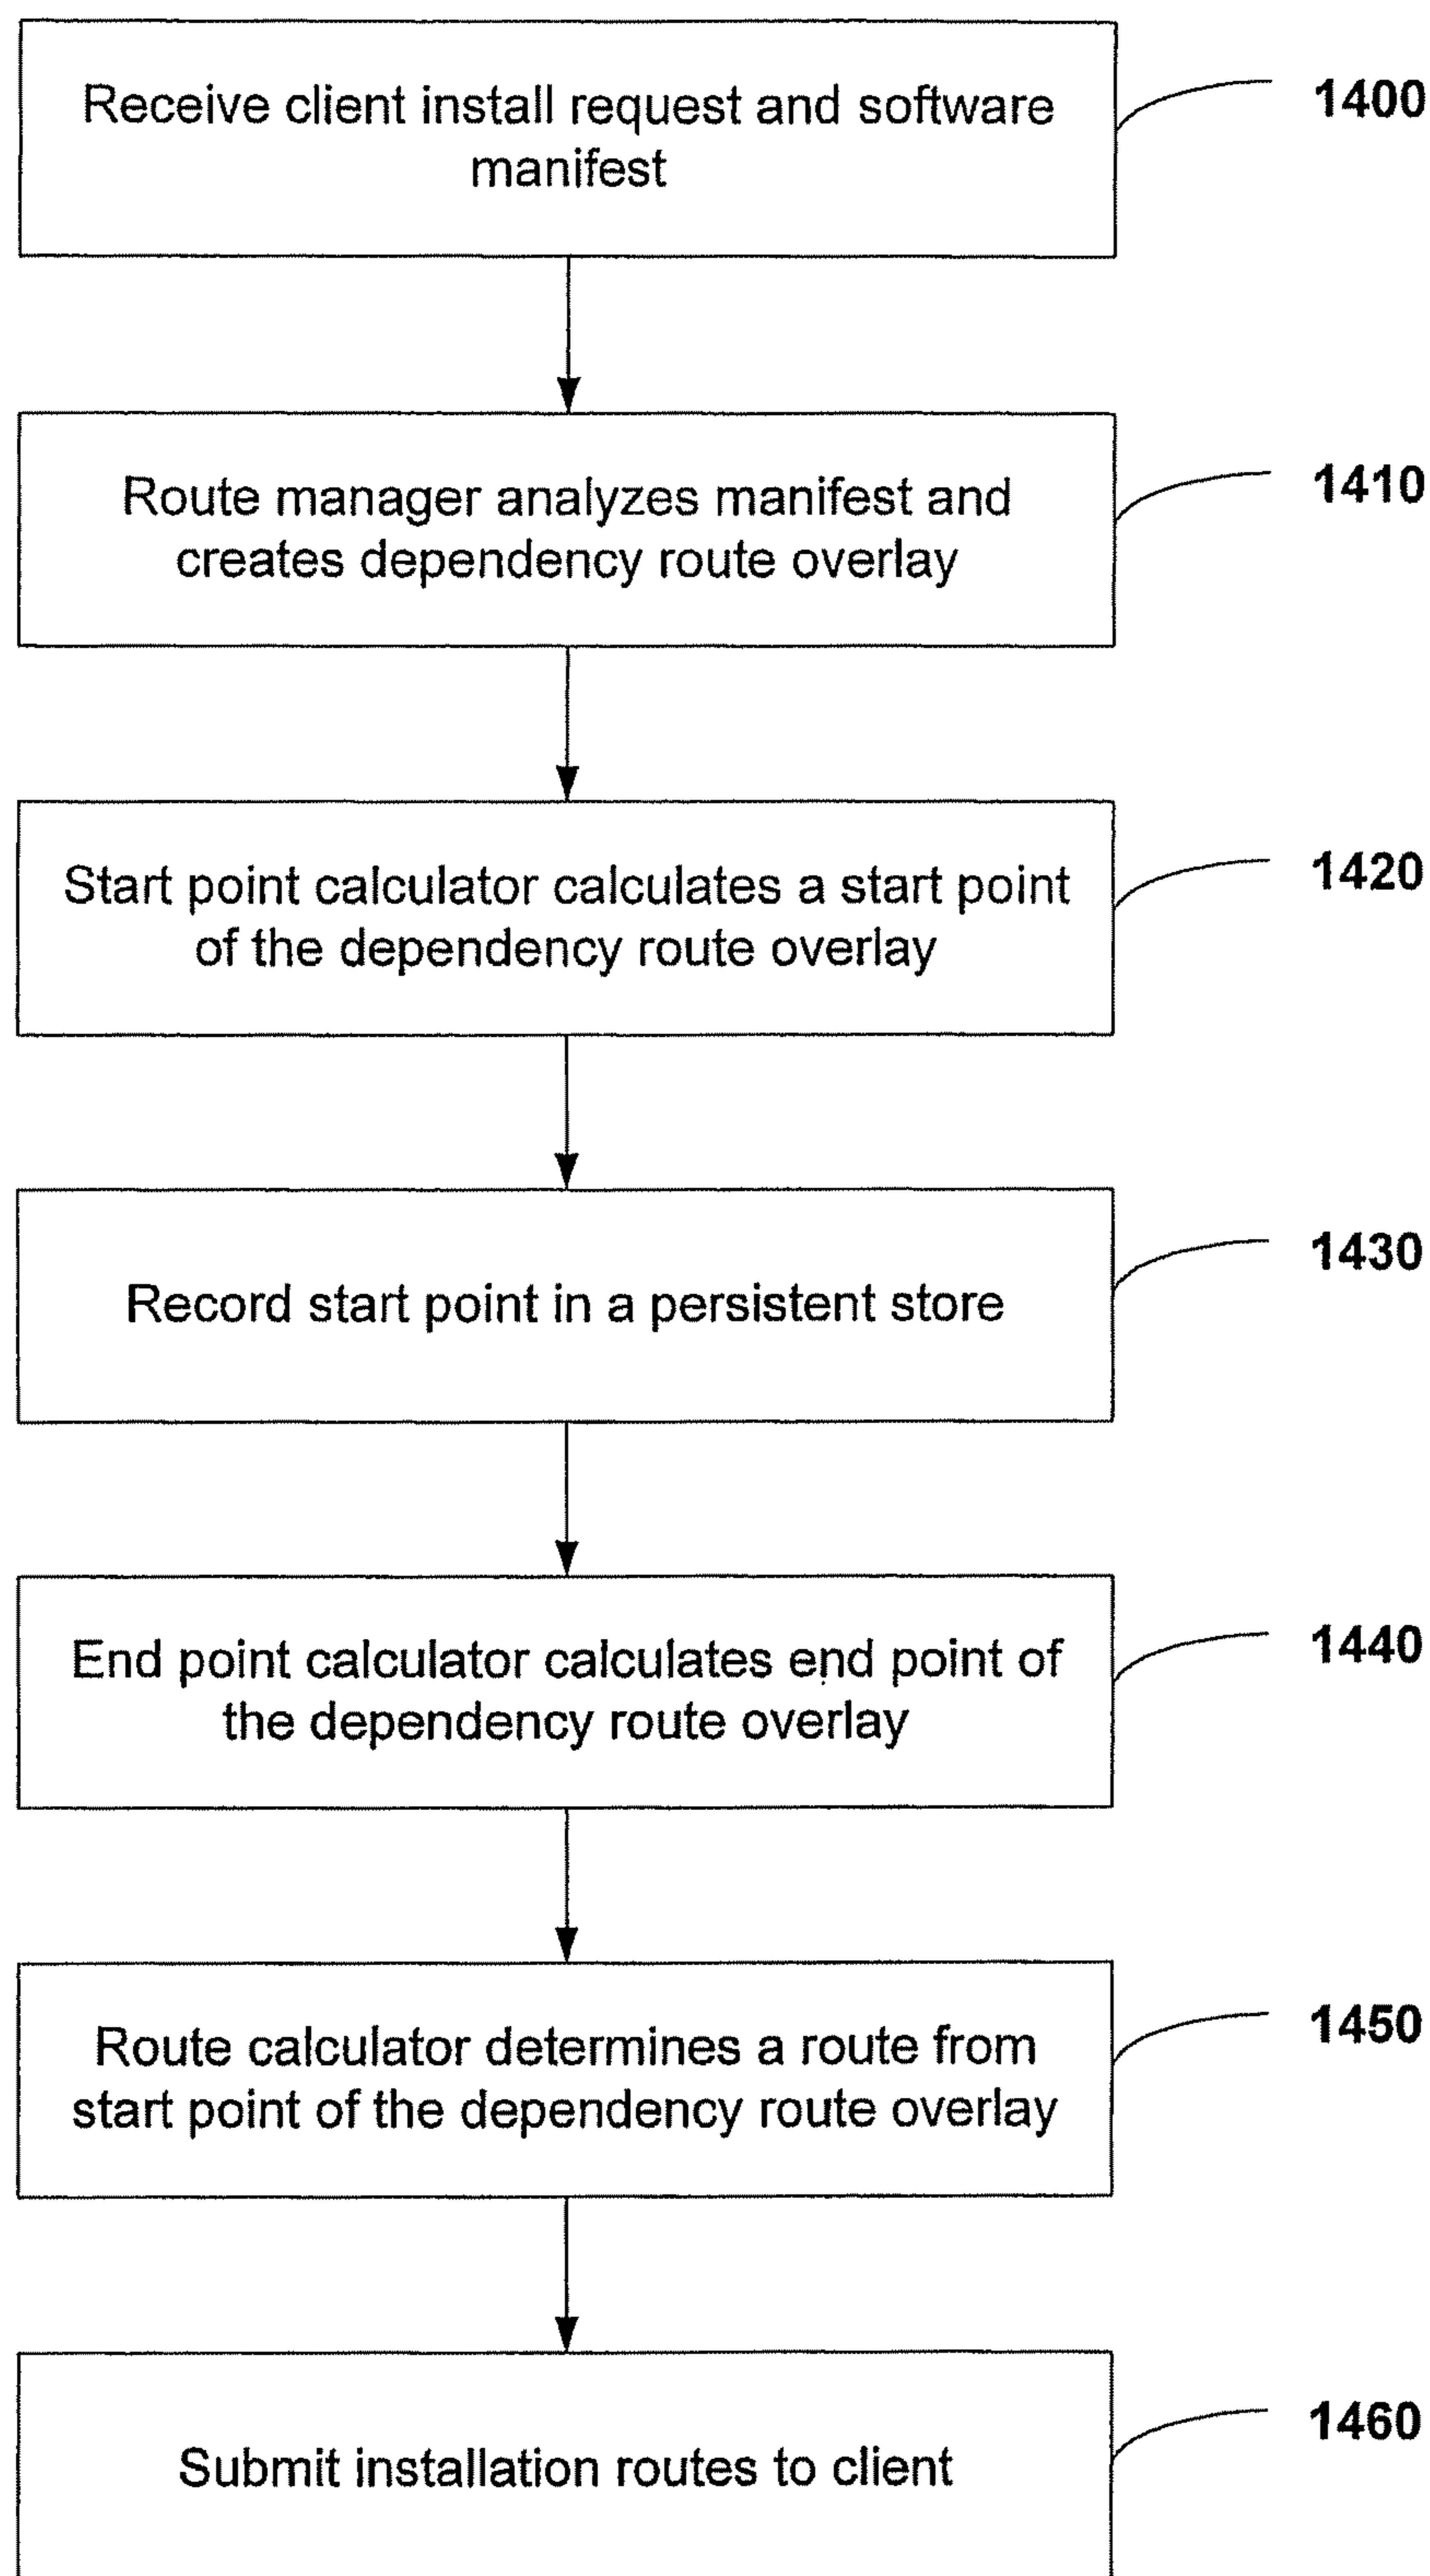 Receive client install request and software
manifest
1400
Route manager analyzes manifest and
creates dependency route overlay
1410
Start point calculator calculates a start point
of the dependency route overlay
1420
Record start point in a persistent store
1430
End point calculator calculates end point of
the dependency route overlay
1440
Route calculator determines a route from
start point of the dependency route overlay
1450
Submit installation routes to client
1460